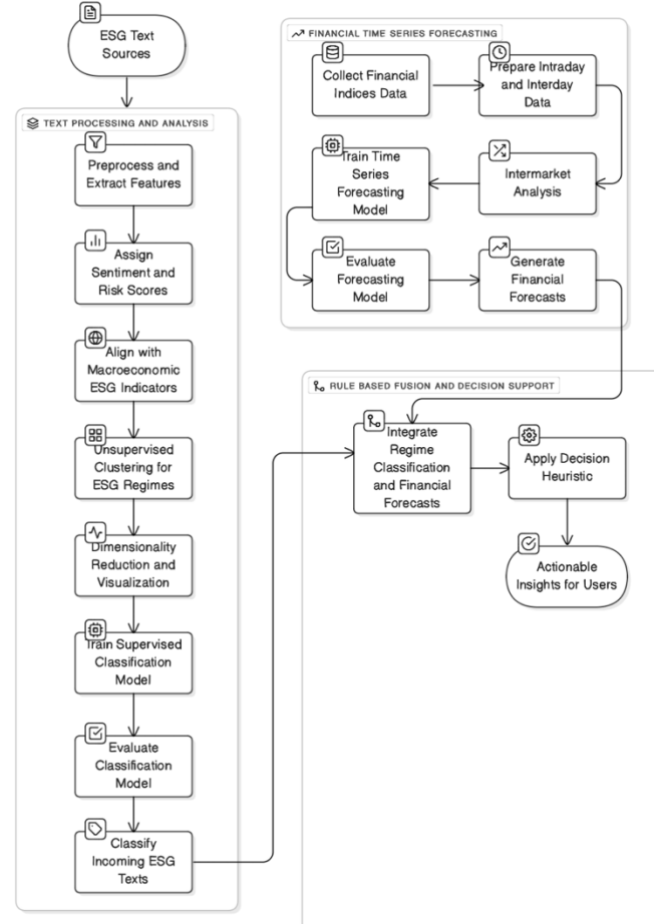 ESG Text
Sources
TEXT PROCESSING AND ANALYSIS
Preprocess and
Extract Features
Assign
Sentiment and
Risk Scores
Align with
Macroeconomic
ESG Indicators
Unsupervised
Clustering for
ESG Regimes
Dimensionality
Reduction and
Visualization
Train Supervised
Classification
Model
Evaluate
Classification
Model
Classify
Incoming ESG
Texts
FINANCIAL TIME SERIES FORECASTING
Collect Financial
Indices Data
Prepare Intraday
and Interday
Data
Intermarket
Analysis
Train Time
Series
Forecasting
Model
Evaluate
Forecasting
Model
Generate
Financial
Forecasts
RULE BASED FUSION AND DECISION SUPPORT
Integrate
Regime
Classification
and Financial
Forecasts
Apply Decision
Heuristic
Actionable
Insights for Users